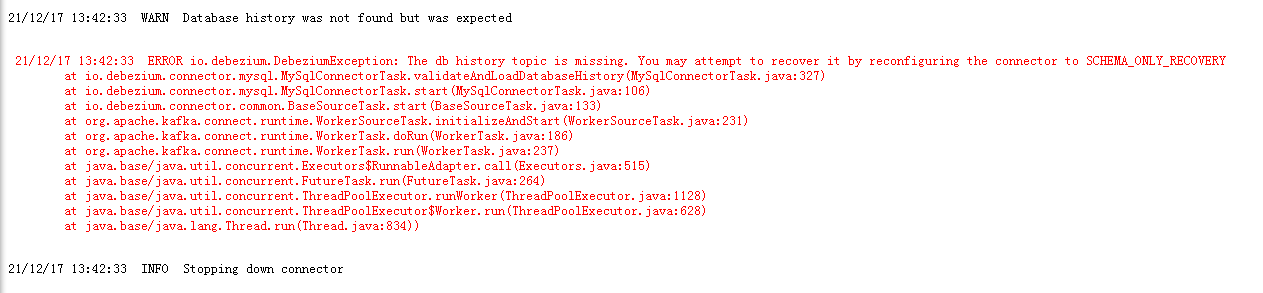 21/12/17 13:42:33  WARN  Database history was not found but was expected
21/12/17 13:42:33  ERROR io.debezium.DebeziumException: The db history topic is missing. You may attempt to recover it by reconfiguring the connector to SCHEMA_ONLY_RECOVERY
at io.debezium.connector.mysql.MySqlConnectorTask.validateAndLoadDatabaseHistory(MySqlConnectorTask.java:327)
at io.debezium.connector.mysql.MySqlConnectorTask.start(MySqlConnectorTask.java:106)
at io.debezium.connector.common.BaseSourceTask.start(BaseSourceTask.java:133)
at org.apache.kafka.connect.runtime.WorkerSourceTask.initializeAndStart(WorkerSourceTask.java:231)
at org.apache.kafka.connect.runtime.WorkerTask.doRun(WorkerTask.java:186)
at org.apache.kafka.connect.runtime.WorkerTask.run(WorkerTask.java:237)
at java.base/java.util.concurrent.Executors$RunnableAdapter.call(Executors.java:515)
at java.base/java.util.concurrent.FutureTask.run(FutureTask.java:264)
at java.base/java.util.concurrent.ThreadPoolExecutor.runWorker(ThreadPoolExecutor.java:1128)
at java.base/java.util.concurrent.ThreadPoolExecutor$Worker.run(ThreadPoolExecutor.java:628)
at java.base/java.lang.Thread.run(Thread.java:834))
21/12/17 13:42:33  INFO  Stopping down connector